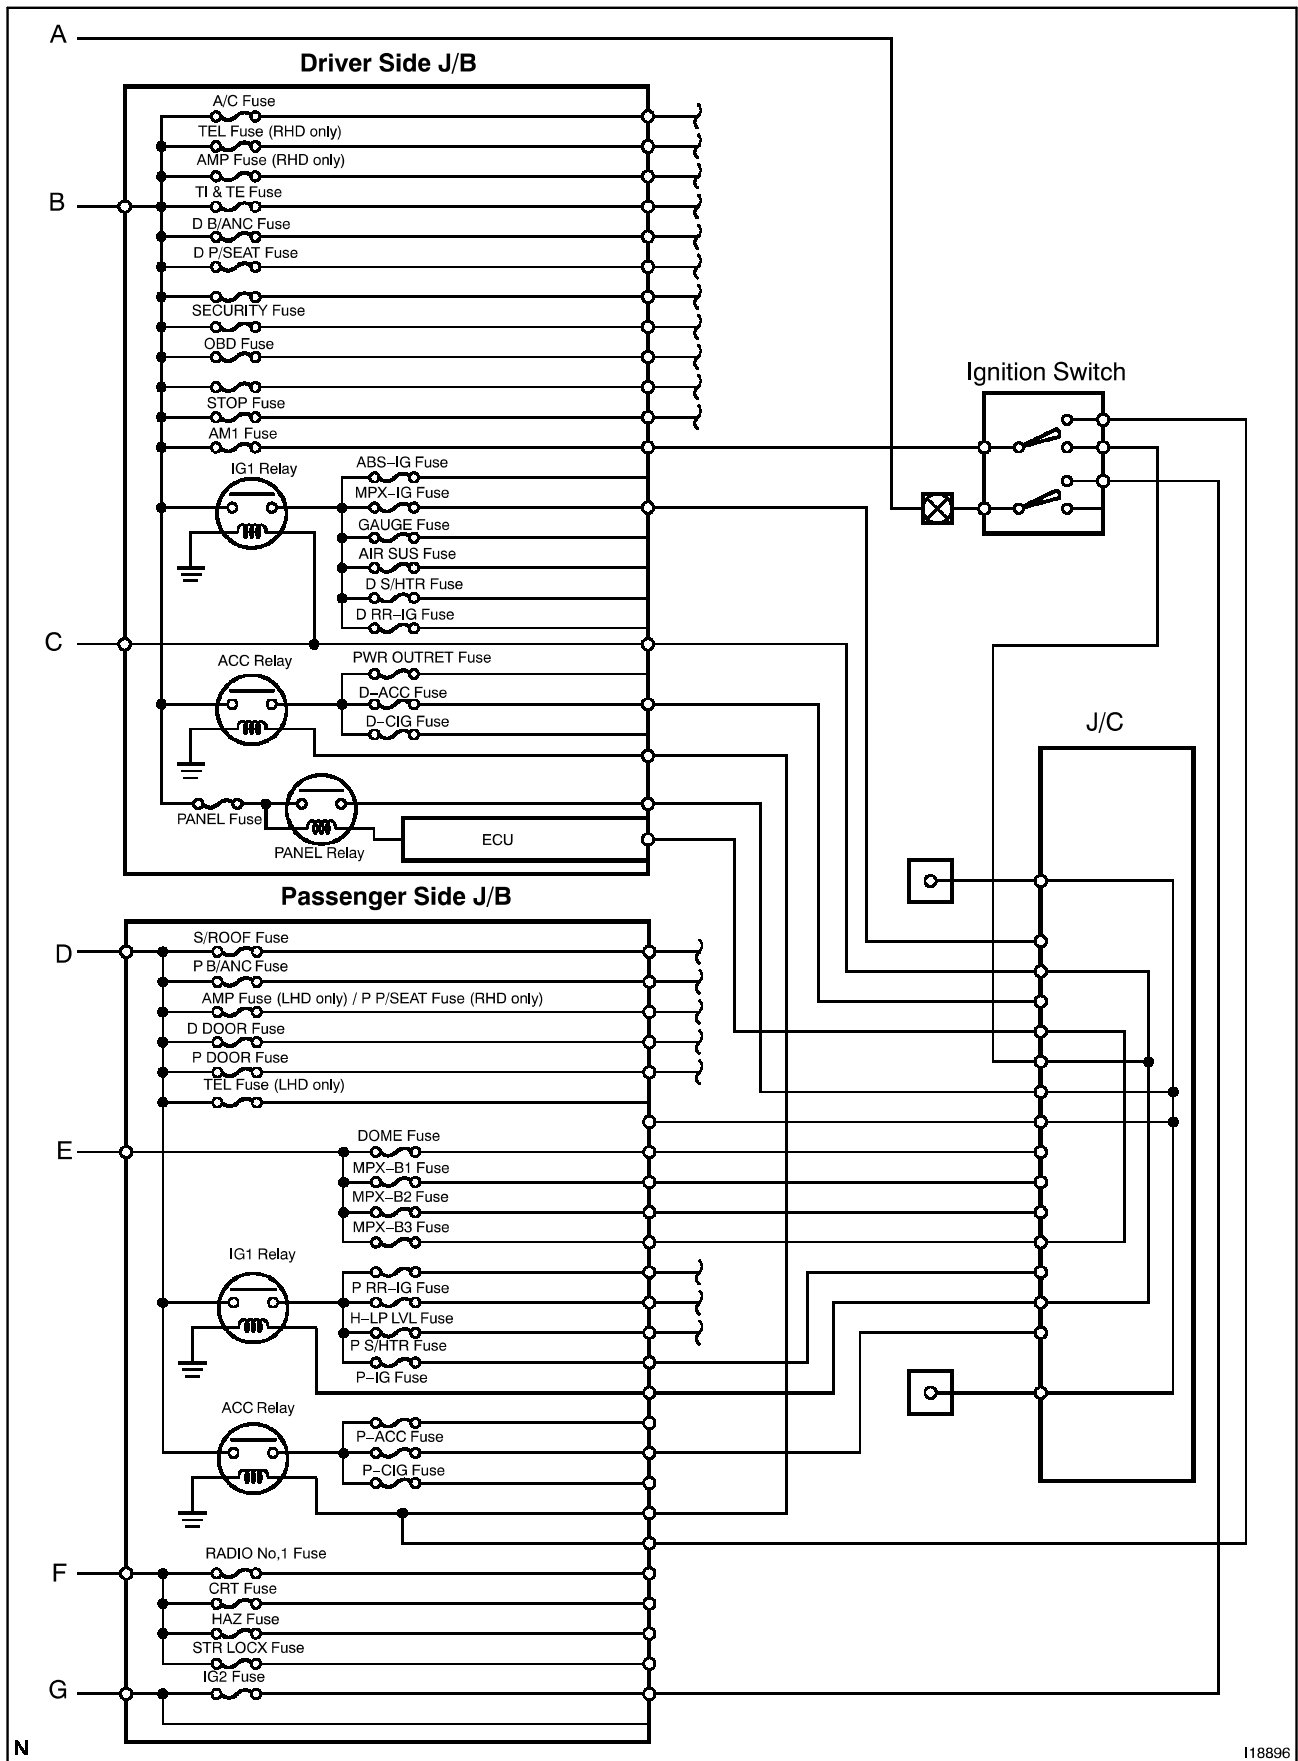 A
Driver Side J/B
A/C Fuse
TEL Fuse (RHD only)
AMP Fuse (RHD only)
TI & TE Fuse
B
D B/ANC Fuse
D P/SEAT Fuse
SECURITY Fuse
OBD Fuse
Ignition Switch
STOP Fuse
AM1 Fuse
IG1 Relay
ABS-IG Fuse
MPX-IG Fuse
GAUGE Fuse
AIR SUS Fuse
D S/HTR Fuse
D RR-IG Fuse
C
ACC Relay
PWR OUTRET Fuse
D-ACC Fuse
D-CIG Fuse
J/C
PANEL Fuse
ECU
PANEL Relay
Passenger Side J/B
S/ROOF Fuse
D
P B/ANC Fuse
AMP Fuse (LHD only) / P P/SEAT Fuse (RHD only)
D DOOR Fuse
P DOOR Fuse
TEL Fuse (LHD only)
DOME Fuse
E
MPX-B1 Fuse
MPX-B2 Fuse
MPX-B3 Fuse
IG1 Relay
P RR-IG Fuse
H-LP LVL Fuse
P S/HTR Fuse
P-IG Fuse
ACC Relay
P-ACC Fuse
P-CIG Fuse
RADIO No,1 Fuse
F
CRT Fuse
HAZ Fuse
STR LOCX Fuse
IG2 Fuse
G
N
I18896